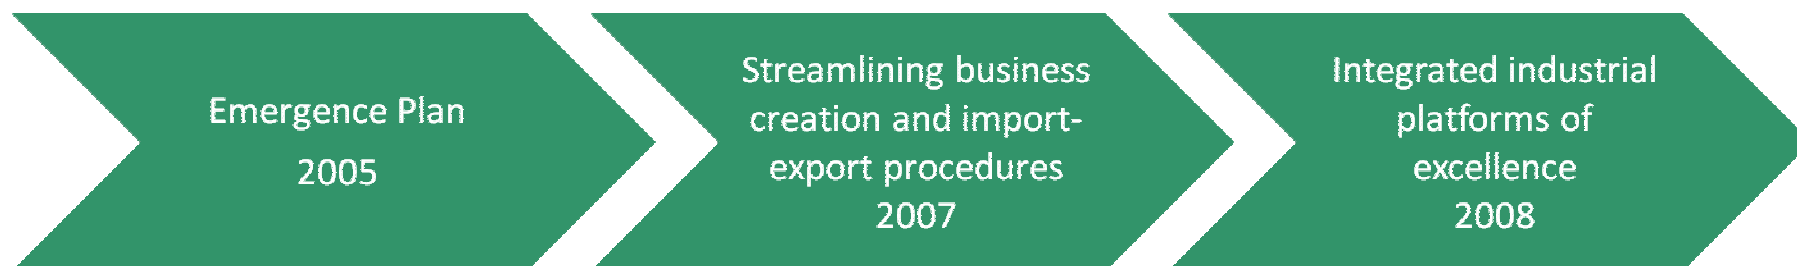 Emergence Plan
2005
Streamlining business
creation and import-
export procedures
2007
Integrated industrial
platforms of
excellence
2008